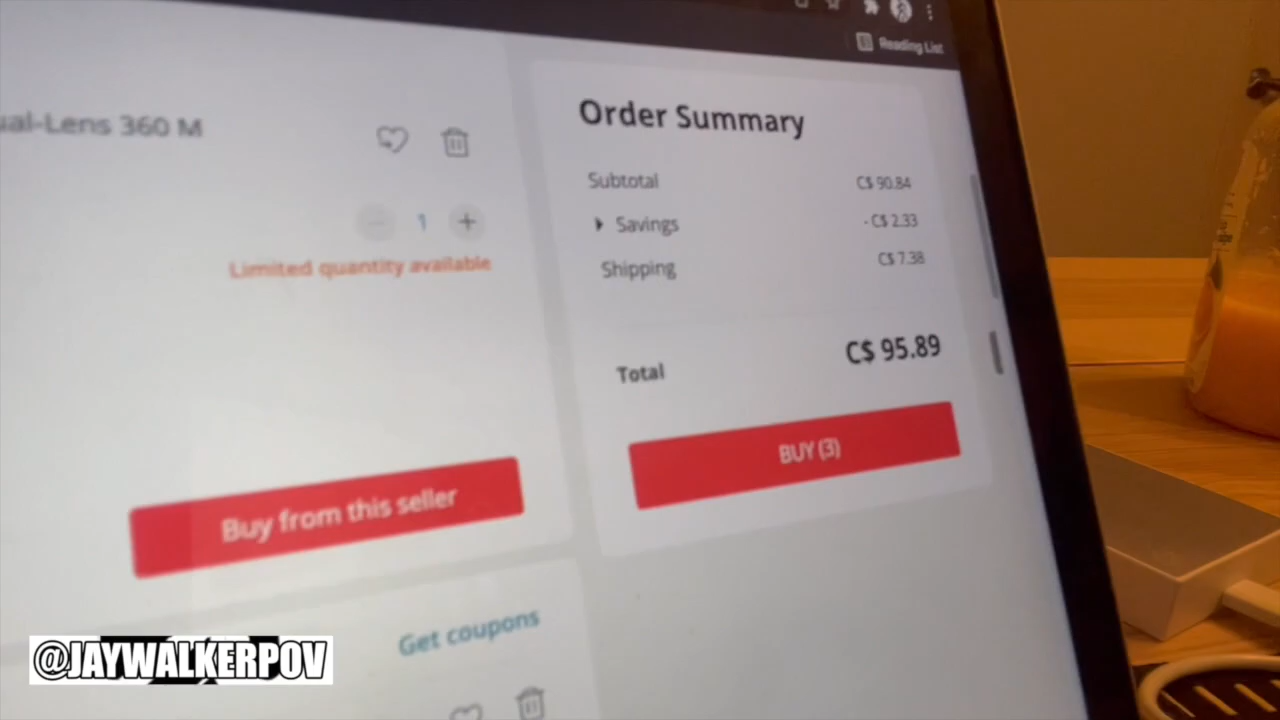 Reading List
ual-Lens 360 M
1
Limited quantity available
Buy from this seller
Get coupons
Order Summary
Subtotal C$ 90.84
Savings - C$ 2.33
Shipping C$ 7.38
Total C$ 95.89
BUY (3)
@JAYWALKERPOV